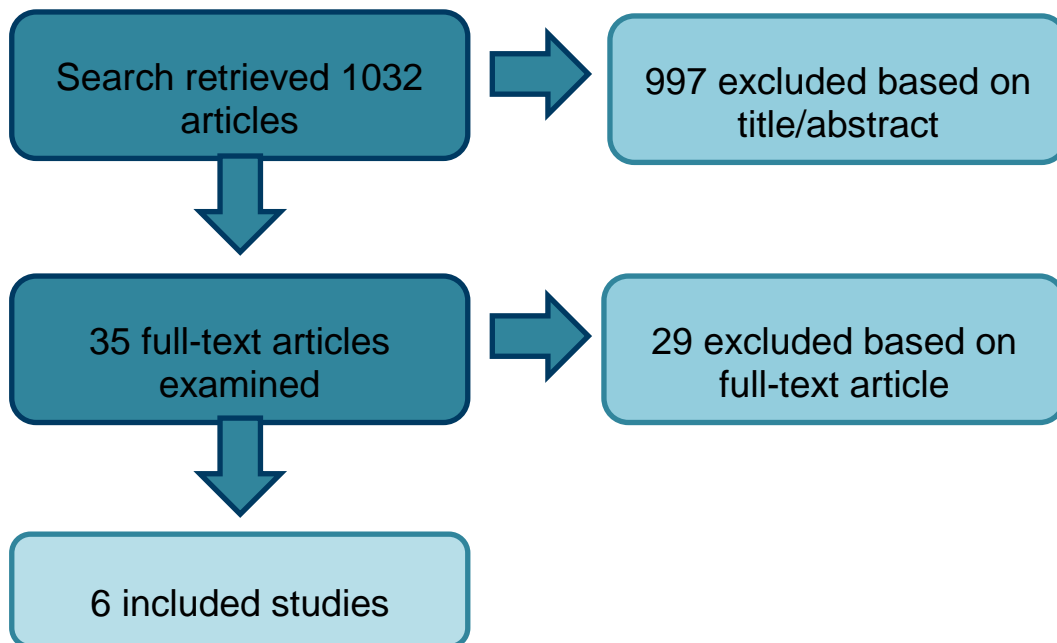 Search retrieved 1032
articles
997 excluded based on
title/abstract
35 full-text articles
examined
29 excluded based on
full-text article
6 included studies